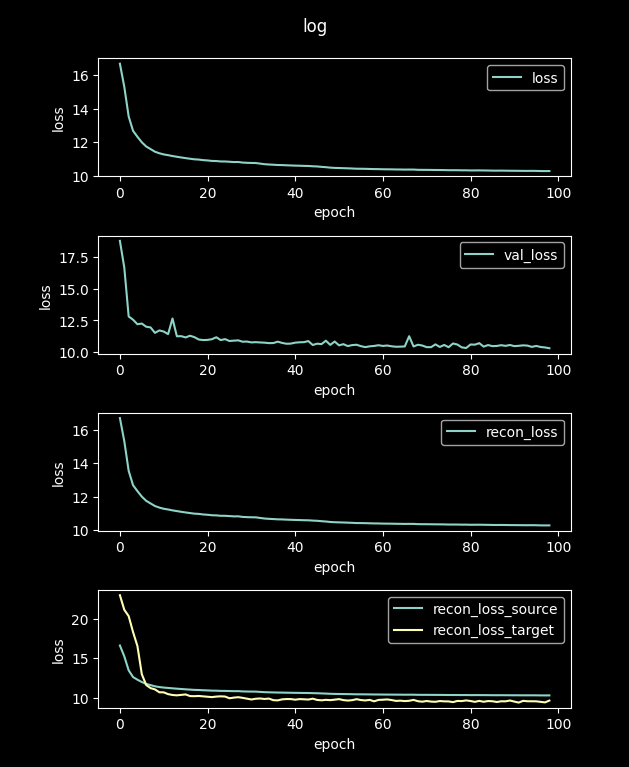 log
16
14
12
10
loss
loss
0 20 40 60 80 100
epoch
17.5
15.0
12.5
10.0
loss
val_loss
0 20 40 60 80 100
epoch
16
14
12
10
loss
recon_loss
0 20 40 60 80 100
epoch
20
15
10
loss
recon_loss_source
recon_loss_target
0 20 40 60 80 100
epoch